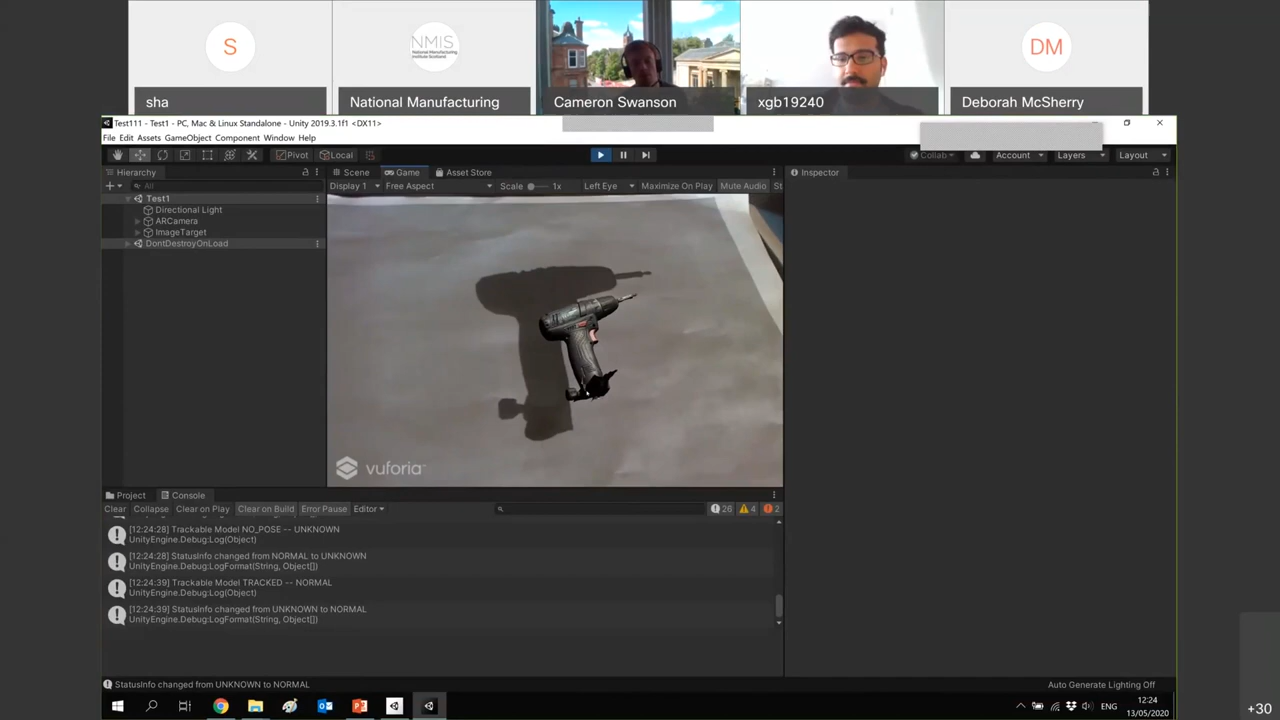 S
NMIS
National Manufacturing
Institute Scotland
DM
sha
National Manufacturing
Cameron Swanson
xgb19240
Deborah McSherry
Test111 - Test1 - PC, Mac & Linux Standalone - Unity 2019.3.1f1 <DX11>
File Edit Assets GameObject Component Window Help
Pivot
Local
Collab
Account
Layers
Layout
Hierarchy
Scene
Game
Asset Store
Inspector
All
Display 1
Free Aspect
Scale
1x
Left Eye
Maximize On Play
Mute Audio
St
Test1
Directional Light
ARCamera
ImageTarget
DontDestroyOnLoad
vuforia
Project
Console
Clear
Collapse
Clear on Play
Clear on Build
Error Pause
Editor
26
4
2
[12:24:28] Trackable Model NO_POSE -- UNKNOWN
UnityEngine.Debug:Log(Object)
[12:24:28] StatusInfo changed from NORMAL to UNKNOWN
UnityEngine.Debug:LogFormat(String, Object[])
[12:24:39] Trackable Model TRACKED -- NORMAL
UnityEngine.Debug:Log(Object)
[12:24:39] StatusInfo changed from UNKNOWN to NORMAL
UnityEngine.Debug:LogFormat(String, Object[])
StatusInfo changed from UNKNOWN to NORMAL
Auto Generate Lighting Off
ENG
12:24
13/05/2020
+30